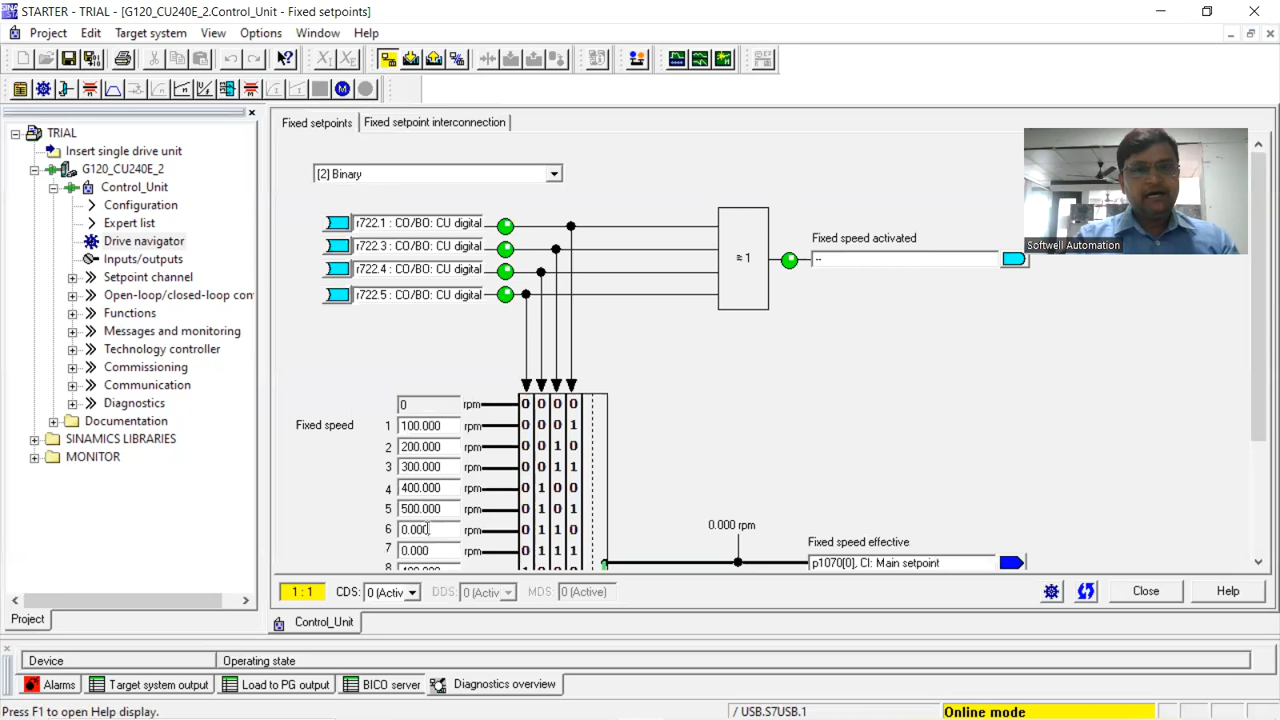 STARTER - TRIAL - [G120_CU240E_2.Control_Unit - Fixed setpoints]
Project Edit Target system View Options Window Help
TRIAL
Insert single drive unit
G120_CU240E_2
Control_Unit
Configuration
Expert list
Drive navigator
Inputs/outputs
Setpoint channel
Open-loop/closed-loop con
Functions
Messages and monitoring
Technology controller
Commissioning
Communication
Diagnostics
Documentation
SINAMICS LIBRARIES
MONITOR
Project
Fixed setpoints Fixed setpoint interconnection
[2] Binary
r722.1 : CO/BO: CU digital
r722.3 : CO/BO: CU digital
r722.4 : CO/BO: CU digital
r722.5 : CO/BO: CU digital
≥ 1
Fixed speed activated
--
Softwell Automation
0 rpm 0 0 0 0
Fixed speed 1 100.000 rpm 0 0 0 1
2 200.000 rpm 0 0 1 0
3 300.000 rpm 0 0 1 1
4 400.000 rpm 0 1 0 0
5 500.000 rpm 0 1 0 1
6 0.000 rpm 0 1 1 0
7 0.000 rpm 0 1 1 1
8
0.000 rpm
Fixed speed effective
p1070[0], CI: Main setpoint
1 : 1 CDS: 0 (Activ DDS: 0 (Activ MDS: 0 (Active) Close Help
Control_Unit
Device Operating state
Alarms Target system output Load to PG output BICO server Diagnostics overview
Press F1 to open Help display. / USB.S7USB.1 Online mode